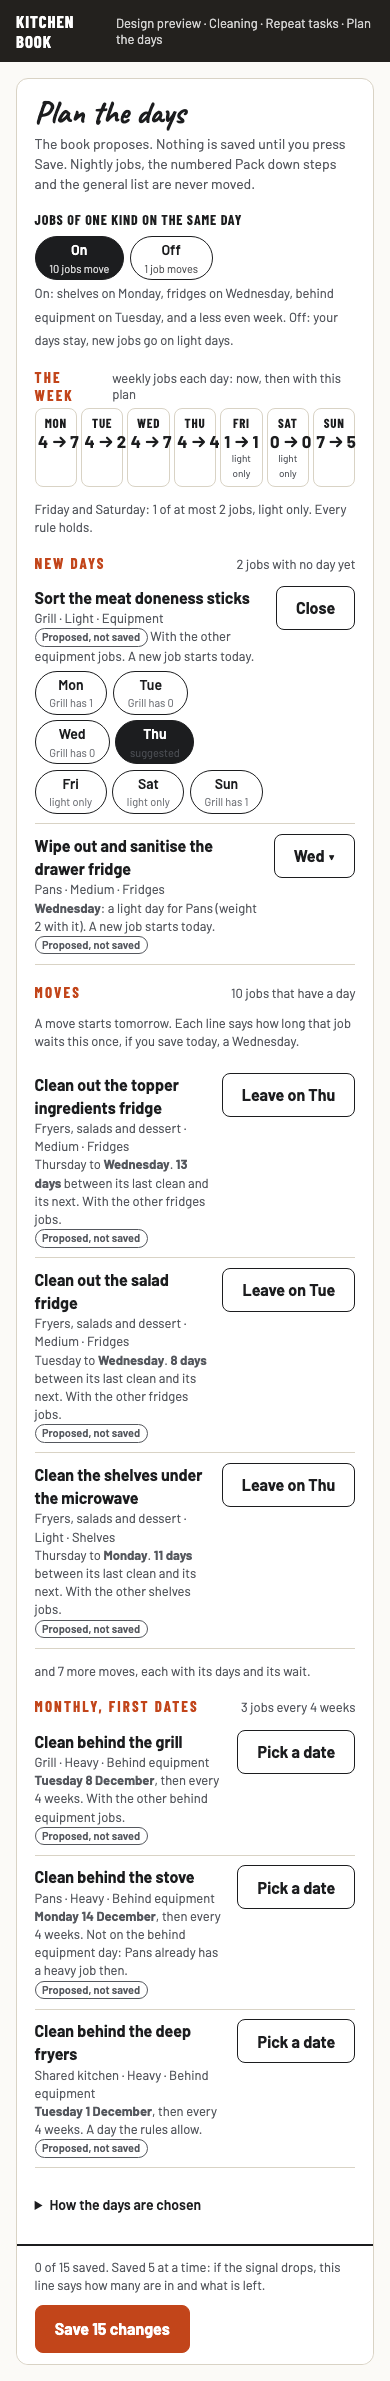 KITCHEN
BOOK
Design preview · Cleaning · Repeat tasks · Plan
the days
Plan the days
The book proposes. Nothing is saved until you press
Save. Nightly jobs, the numbered Pack down steps
and the general list are never moved.
JOBS OF ONE KIND ON THE SAME DAY
On
10 jobs move
Off
1 job moves
On: shelves on Monday, fridges on Wednesday, behind
equipment on Tuesday, and a less even week. Off: your
days stay, new jobs go on light days.
THE
WEEK
weekly jobs each day: now, then with this
plan
MON
4 → 7
TUE
4 → 2
WED
4 → 7
THU
4 → 4
FRI
1 → 1
light
only
SAT
0 → 0
light
only
SUN
7 → 5
Friday and Saturday: 1 of at most 2 jobs, light only. Every
rule holds.
NEW DAYS
2 jobs with no day yet
Sort the meat doneness stickers
Grill · Light · Equipment
Proposed, not saved With the other
equipment jobs. A new job starts today.
Close
Mon
Grill has 1
Tue
Grill has 0
Wed
Grill has 0
Thu
suggested
Fri
light only
Sat
light only
Sun
Grill has 1
Wipe out and sanitise the
drawer fridge
Pans · Medium · Fridges
Wednesday: a light day for Pans (weight
2 with it). A new job starts today.
Proposed, not saved
Wed ▾
MOVES
10 jobs that have a day
A move starts tomorrow. Each line says how long that job
waits this once, if you save today, a Wednesday.
Clean out the topper
ingredients fridge
Fryers, salads and dessert ·
Medium · Fridges
Thursday to Wednesday. 13
days between its last clean and
its next. With the other fridges
jobs.
Proposed, not saved
Leave on Thu
Clean out the salad
fridge
Fryers, salads and dessert ·
Medium · Fridges
Tuesday to Wednesday. 8 days
between its last clean and its
next. With the other fridges
jobs.
Proposed, not saved
Leave on Tue
Clean the shelves under
the microwave
Fryers, salads and dessert ·
Light · Shelves
Thursday to Monday. 11 days
between its last clean and its
next. With the other shelves
jobs.
Proposed, not saved
Leave on Thu
and 7 more moves, each with its days and its wait.
MONTHLY, FIRST DATES
3 jobs every 4 weeks
Clean behind the grill
Grill · Heavy · Behind equipment
Tuesday 8 December, then every
4 weeks. With the other behind
equipment jobs.
Proposed, not saved
Pick a date
Clean behind the stove
Pans · Heavy · Behind equipment
Monday 14 December, then every
4 weeks. Not on the behind
equipment day: Pans already has
a heavy job then.
Proposed, not saved
Pick a date
Clean behind the deep
fryers
Shared kitchen · Heavy · Behind
equipment
Tuesday 1 December, then every
4 weeks. A day the rules allow.
Proposed, not saved
Pick a date
▶ How the days are chosen
0 of 15 saved. Saved 5 at a time: if the signal drops, this
line says how many are in and what is left.
Save 15 changes